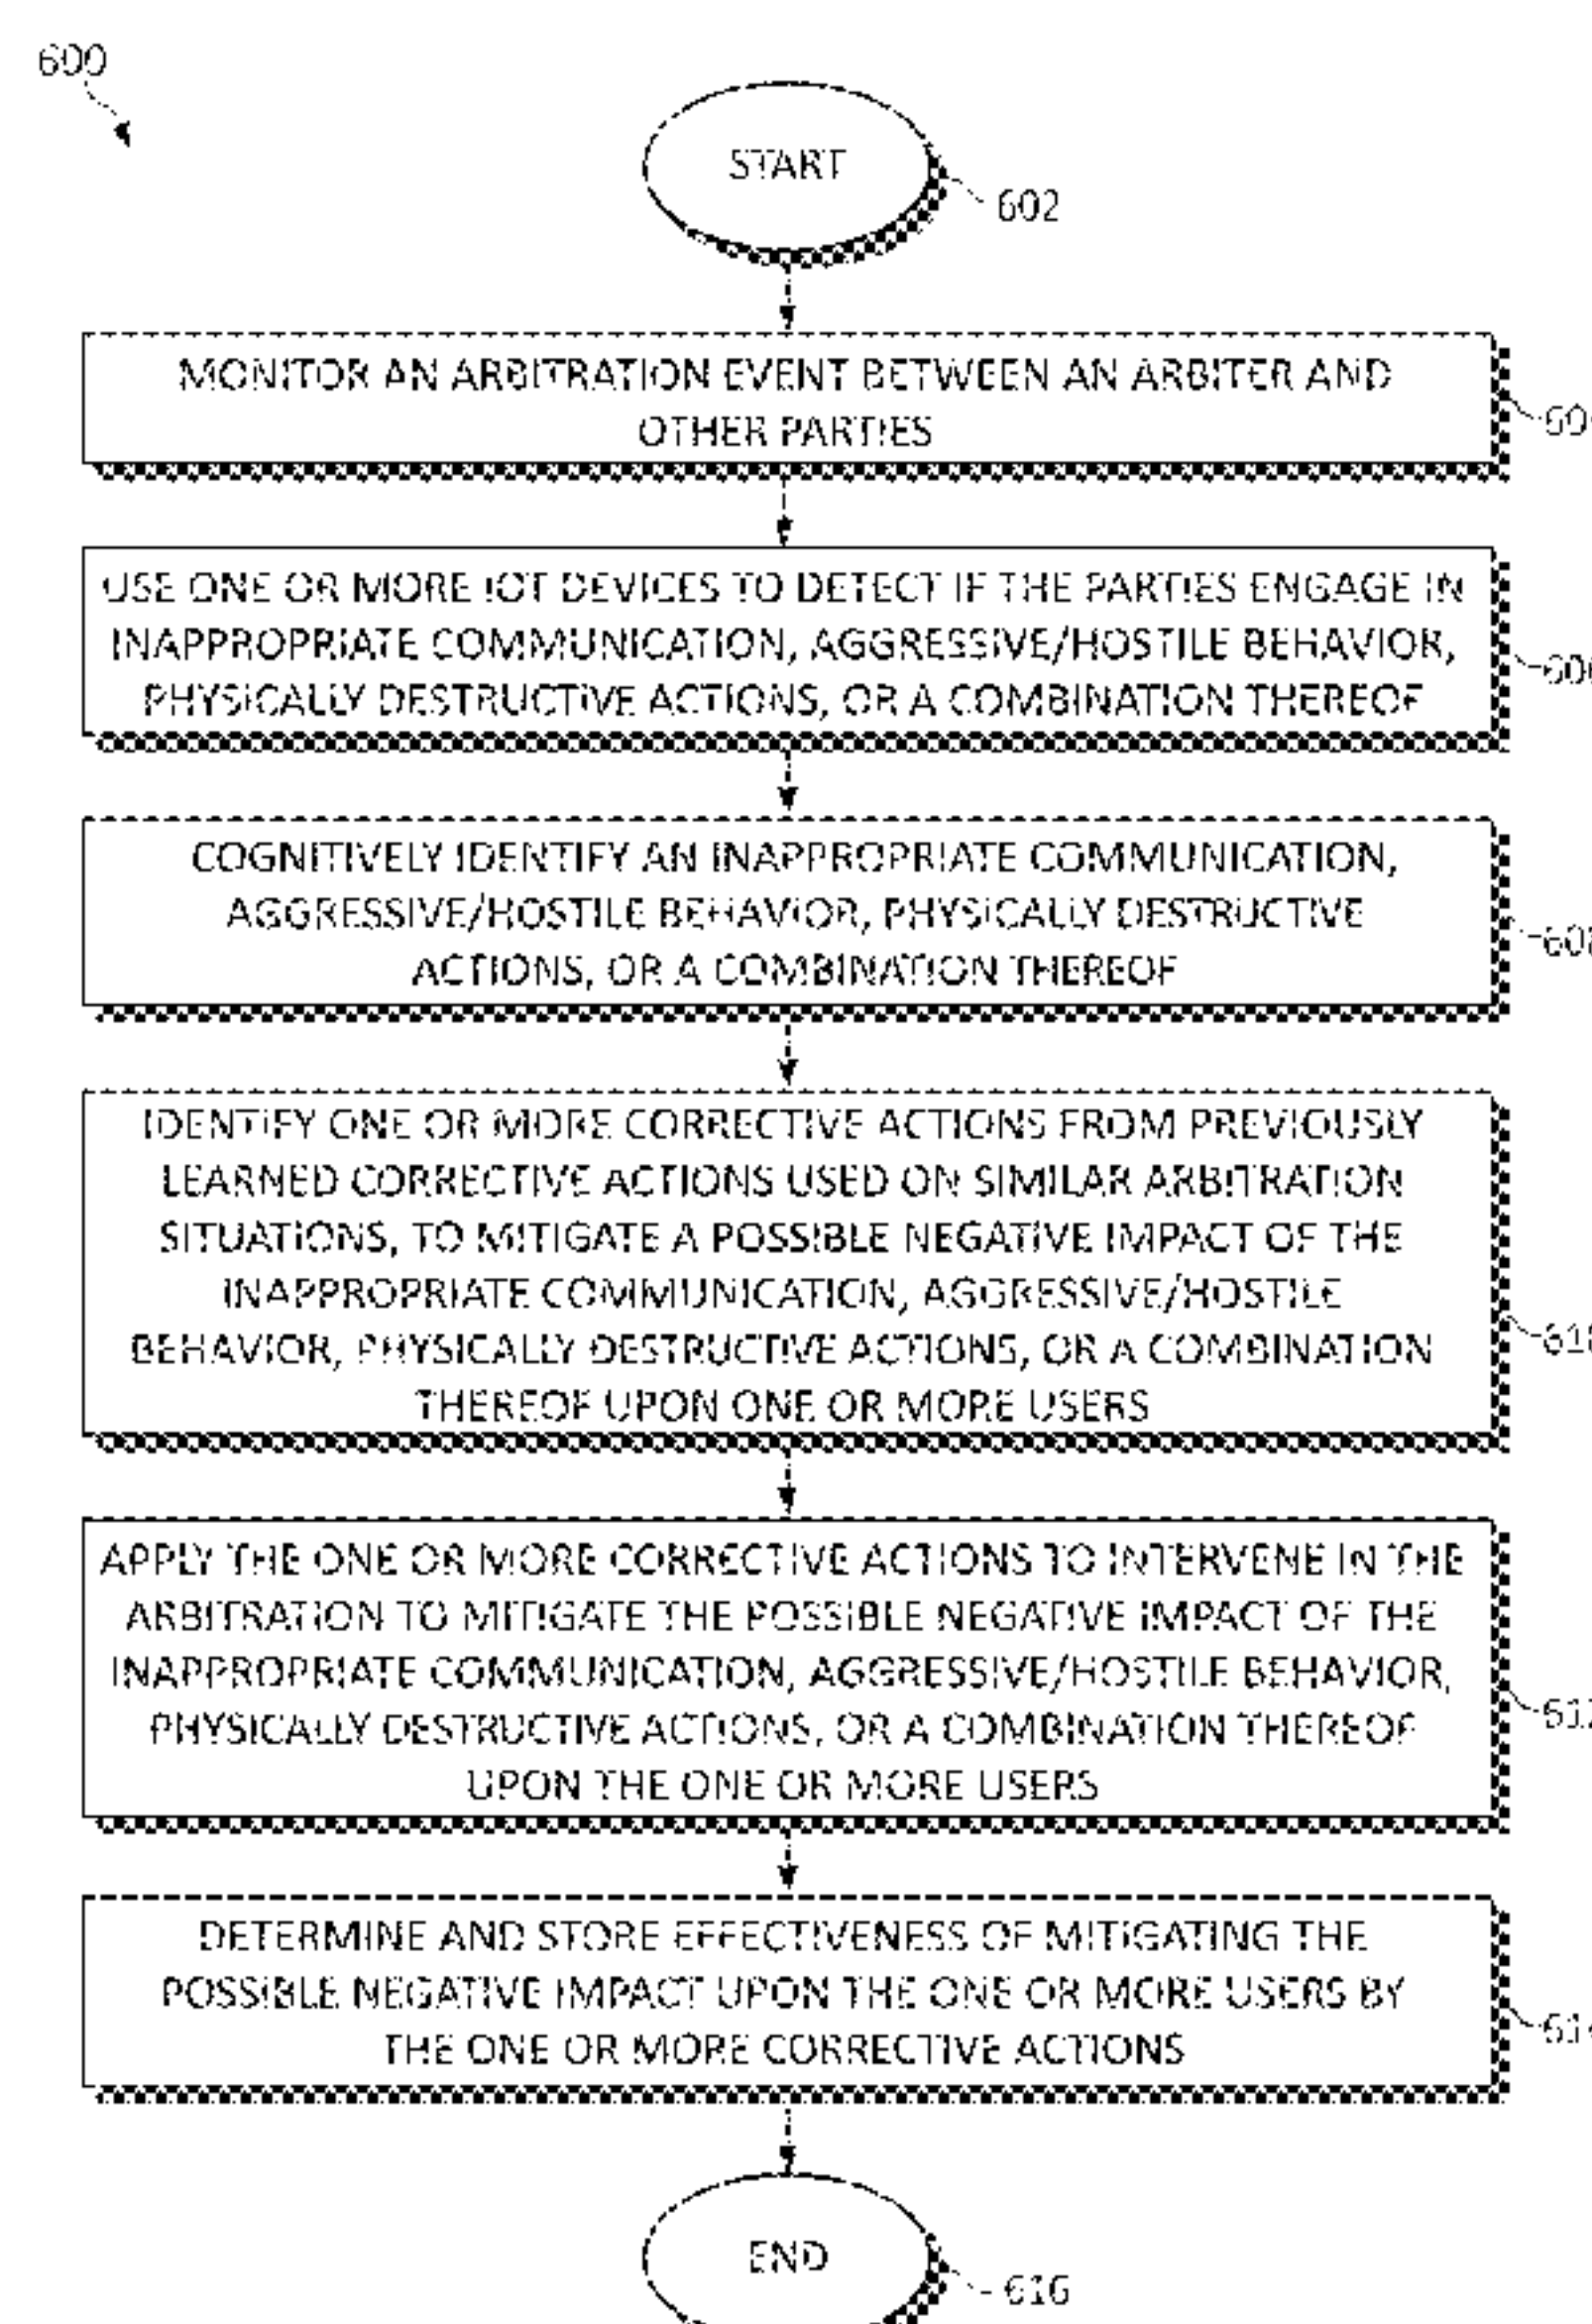 600
START
602
MONITOR AN ARBITRATION EVENT BETWEEN AN ARBITER AND
OTHER PARTIES
USE ONE OR MORE IOT DEVICES TO DETECT IF THE PARTIES ENGAGE IN
INAPPROPRIATE COMMUNICATION, AGGRESSIVE/HOSTILE BEHAVIOR,
PHYSICALLY DESTRUCTIVE ACTIONS, OR A COMBINATION THEREOF
COGNITIVELY IDENTIFY AN INAPPROPRIATE COMMUNICATION,
AGGRESSIVE/HOSTILE BEHAVIOR, PHYSICALLY DESTRUCTIVE
ACTIONS, OR A COMBINATION THEREOF
IDENTIFY ONE OR MORE CORRECTIVE ACTIONS FROM PREVIOUSLY
LEARNED CORRECTIVE ACTIONS USED ON SIMILAR ARBITRATION
SITUATIONS, TO MITIGATE A POSSIBLE NEGATIVE IMPACT OF THE
INAPPROPRIATE COMMUNICATION, AGGRESSIVE/HOSTILE
BEHAVIOR, PHYSICALLY DESTRUCTIVE ACTIONS, OR A COMBINATION
THEREOF UPON ONE OR MORE USERS
APPLY THE ONE OR MORE CORRECTIVE ACTIONS TO INTERVENE IN THE
ARBITRATION TO MITIGATE THE POSSIBLE NEGATIVE IMPACT OF THE
INAPPROPRIATE COMMUNICATION, AGGRESSIVE/HOSTILE BEHAVIOR,
PHYSICALLY DESTRUCTIVE ACTIONS, OR A COMBINATION THEREOF
UPON THE ONE OR MORE USERS
DETERMINE AND STORE EFFECTIVENESS OF MITIGATING THE
POSSIBLE NEGATIVE IMPACT UPON THE ONE OR MORE USERS BY
THE ONE OR MORE CORRECTIVE ACTIONS
END
616